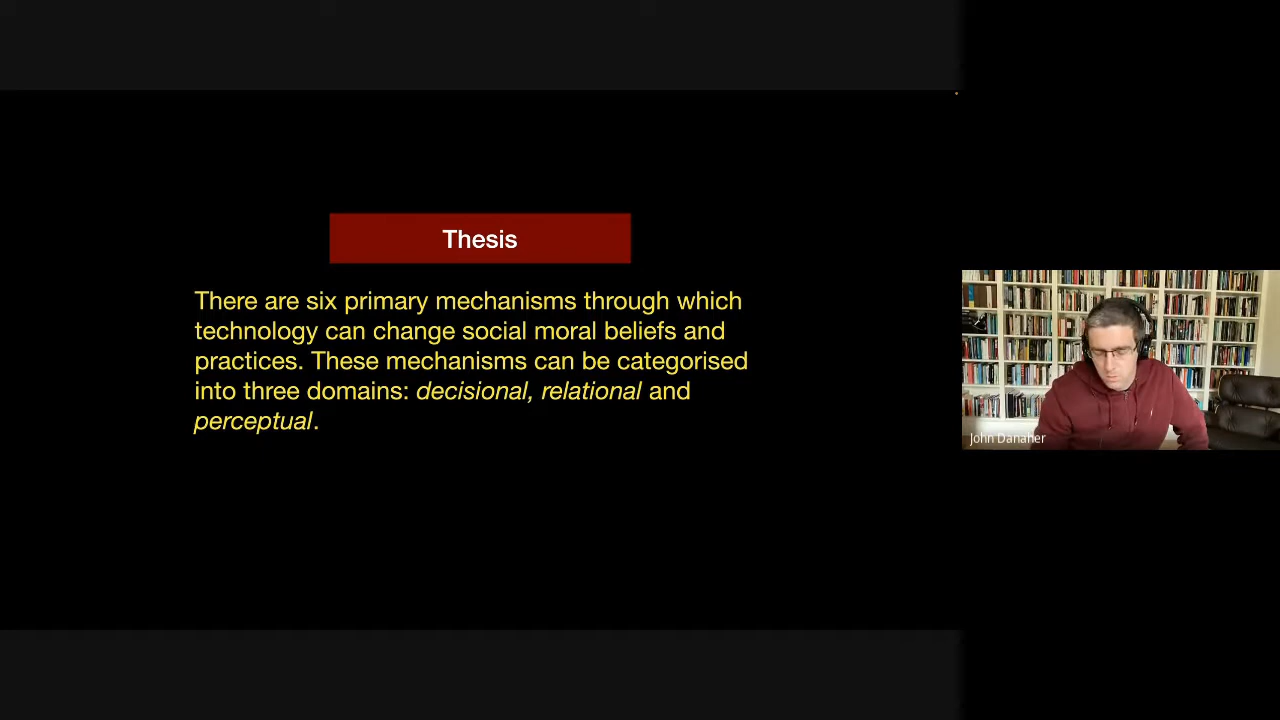 Thesis
There are six primary mechanisms through which
technology can change social moral beliefs and
practices. These mechanisms can be categorised
into three domains: decisional, relational and
perceptual.
John Danaher